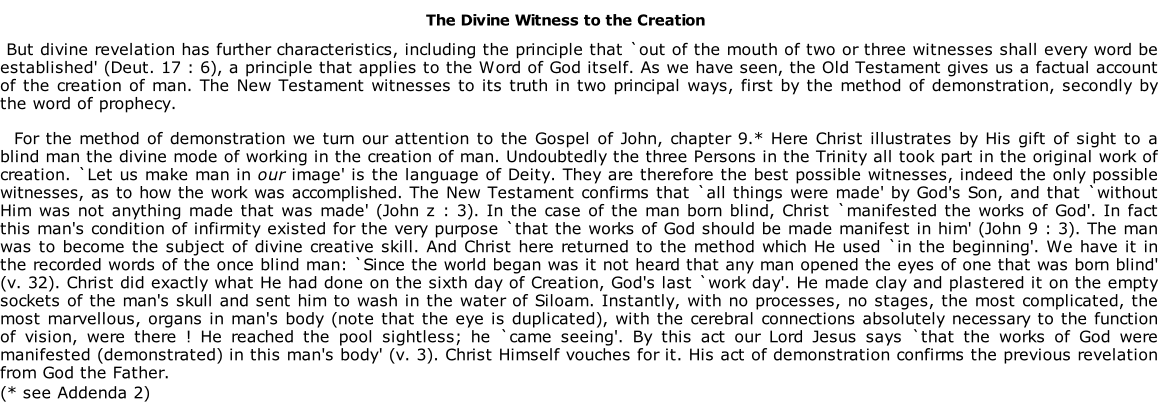 The Divine Witness to the Creation
But divine revelation has further characteristics, including the principle that `out of the mouth of two or three witnesses shall every word be
established' (Deut. 17 : 6), a principle that applies to the Word of God itself. As we have seen, the Old Testament gives us a factual account
of the creation of man. The New Testament witnesses to its truth in two principal ways, first by the method of demonstration, secondly by
the word of prophecy.
For the method of demonstration we turn our attention to the Gospel of John, chapter 9.* Here Christ illustrates by His gift of sight to a
blind man the divine mode of working in the creation of man. Undoubtedly the three Persons in the Trinity all took part in the original work of
creation. `Let us make man in our image' is the language of Deity. They are therefore the best possible witnesses, indeed the only possible
witnesses, as to how the work was accomplished. The New Testament confirms that `all things were made' by God's Son, and that `without
Him was not anything made that was made' (John z : 3). In the case of the man born blind, Christ `manifested the works of God'. In fact
this man's condition of infirmity existed for the very purpose `that the works of God should be made manifest in him' (John 9 : 3). The man
was to become the subject of divine creative skill. And Christ here returned to the method which He used `in the beginning'. We have it in
the recorded words of the once blind man: `Since the world began was it not heard that any man opened the eyes of one that was born blind'
(v. 32). Christ did exactly what He had done on the sixth day of Creation, God's last `work day'. He made clay and plastered it on the empty
sockets of the man's skull and sent him to wash in the water of Siloam. Instantly, with no processes, no stages, the most complicated, the
most marvellous, organs in man's body (note that the eye is duplicated), with the cerebral connections absolutely necessary to the function
of vision, were there ! He reached the pool sightless; he `came seeing'. By this act our Lord Jesus says `that the works of God were
manifested (demonstrated) in this man's body' (v. 3). Christ Himself vouches for it. His act of demonstration confirms the previous revelation
from God the Father.
(* see Addenda 2)